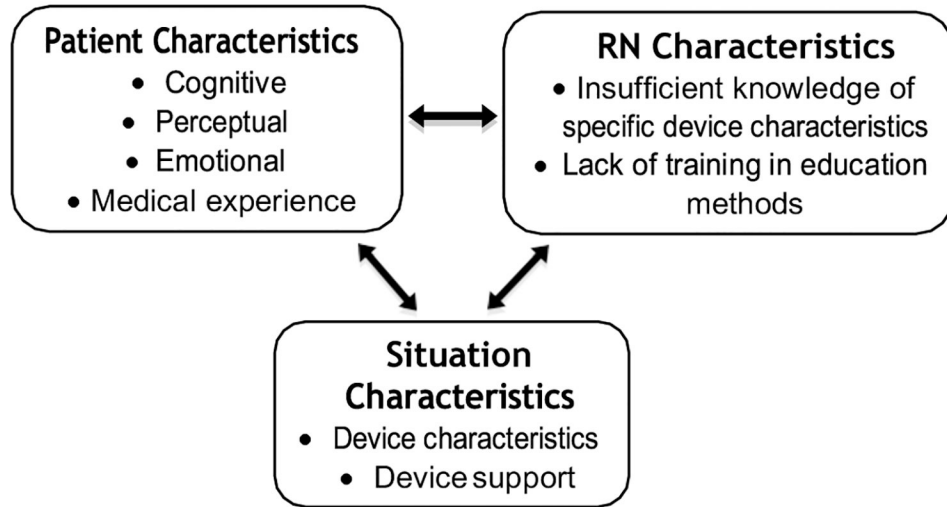 Patient Characteristics
• Cognitive
• Perceptual
• Emotional
• Medical experience
RN Characteristics
• Insufficient knowledge of
specific device characteristics
• Lack of training in education
methods
Situation
Characteristics
• Device characteristics
• Device support